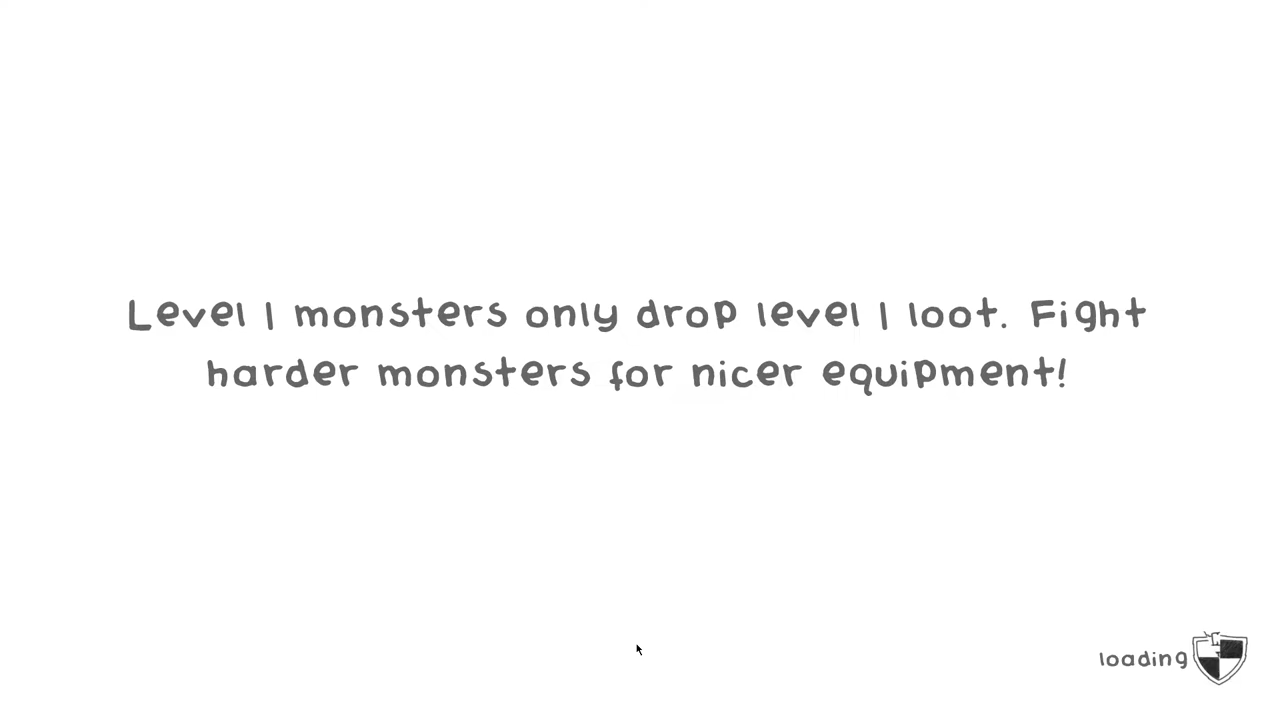 Level 1 monsters only drop level 1 loot. Fight
harder monsters for nicer equipment!
loading